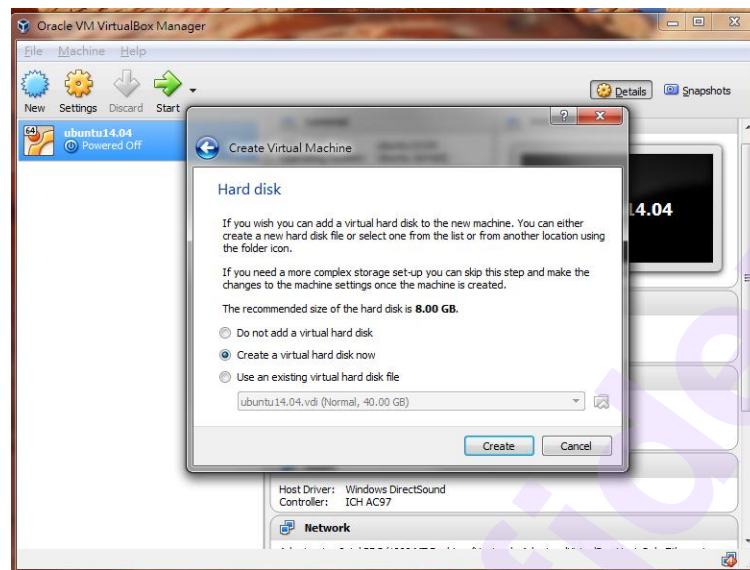 Oracle VM VirtualBox Manager
File Machine Help
New Settings Discard Start
Details Snapshots
64
ubuntu14.04
Powered Off
14.04
Create Virtual Machine
Hard disk
If you wish you can add a virtual hard disk to the new machine. You can either
create a new hard disk file or select one from the list or from another location using
the folder icon.
If you need a more complex storage set-up you can skip this step and make the
changes to the machine settings once the machine is created.
The recommended size of the hard disk is 8.00 GB.
Do not add a virtual hard disk
Create a virtual hard disk now
Use an existing virtual hard disk file
ubuntu14.04.vdi (Normal, 40.00 GB)
Create Cancel
Host Driver: Windows DirectSound
Controller: ICH AC97
Network